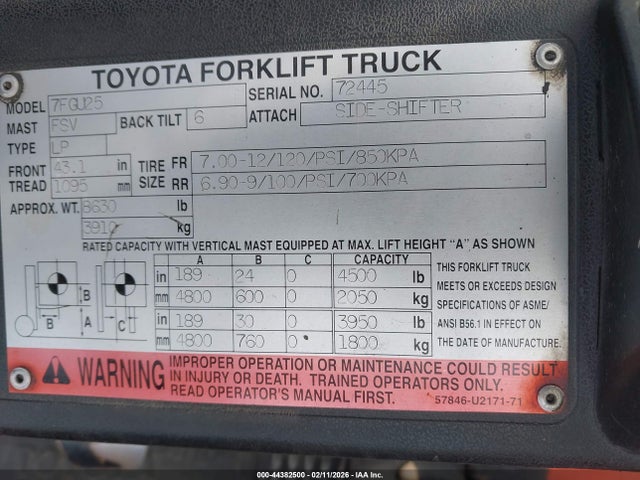 TOYOTA FORKLIFT TRUCK
MODEL 7FGU25 SERIAL NO. 72445
MAST FSV BACK TILT 6 ATTACH SIDE-SHIFTER
TYPE LP
FRONT TREAD 43.1 in 1095 mm
TIRE SIZE FR 7.00-12/120/PSI/850KPA
RR 6.90-9/100/PSI/700KPA
APPROX. WT. 8630 lb
3910 kg
RATED CAPACITY WITH VERTICAL MAST EQUIPPED AT MAX. LIFT HEIGHT "A" AS SHOWN
A B C CAPACITY
in 189 24 0 4500 lb
mm 4800 600 0 2050 kg
in 189 30 0 3950 lb
mm 4800 760 0 1800 kg
B
B A C
THIS FORKLIFT TRUCK
MEETS OR EXCEEDS DESIGN
SPECIFICATIONS OF ASME/
ANSI B56.1 IN EFFECT ON
THE DATE OF MANUFACTURE.
WARNING
IMPROPER OPERATION OR MAINTENANCE COULD RESULT
IN INJURY OR DEATH. TRAINED OPERATORS ONLY.
READ OPERATOR'S MANUAL FIRST.
57846-U2171-71
000-44382500 - 02/11/2026 - IAA Inc.